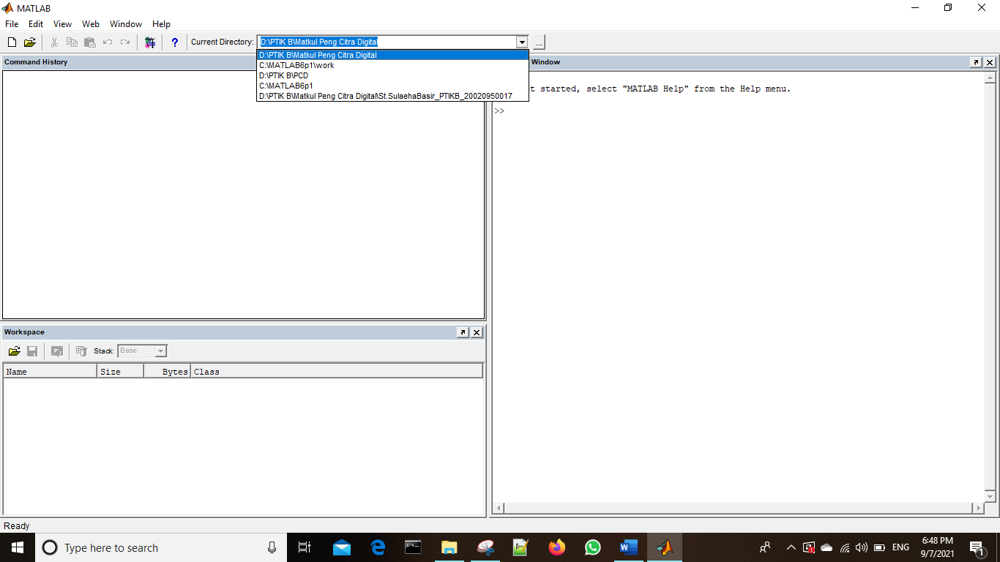 MATLAB
File Edit View Web Window Help
Current Directory: D:\PTIK B\Matkul Peng Citra Digital ...
D:\PTIK B\Matkul Peng Citra Digital
C:\MATLAB6p1\work
D:\PTIK B\PCD
C:\MATLAB6p1
D:\PTIK B\Matkul Peng Citra Digital\St.SulaehaBasir_PTIKB_20020950017
Command History
Window
t started, select "MATLAB Help" from the Help menu.
>>
Workspace
Stack: Base
Name Size Bytes Class
Ready
Type here to search
ENG
6:48 PM
9/7/2021
1